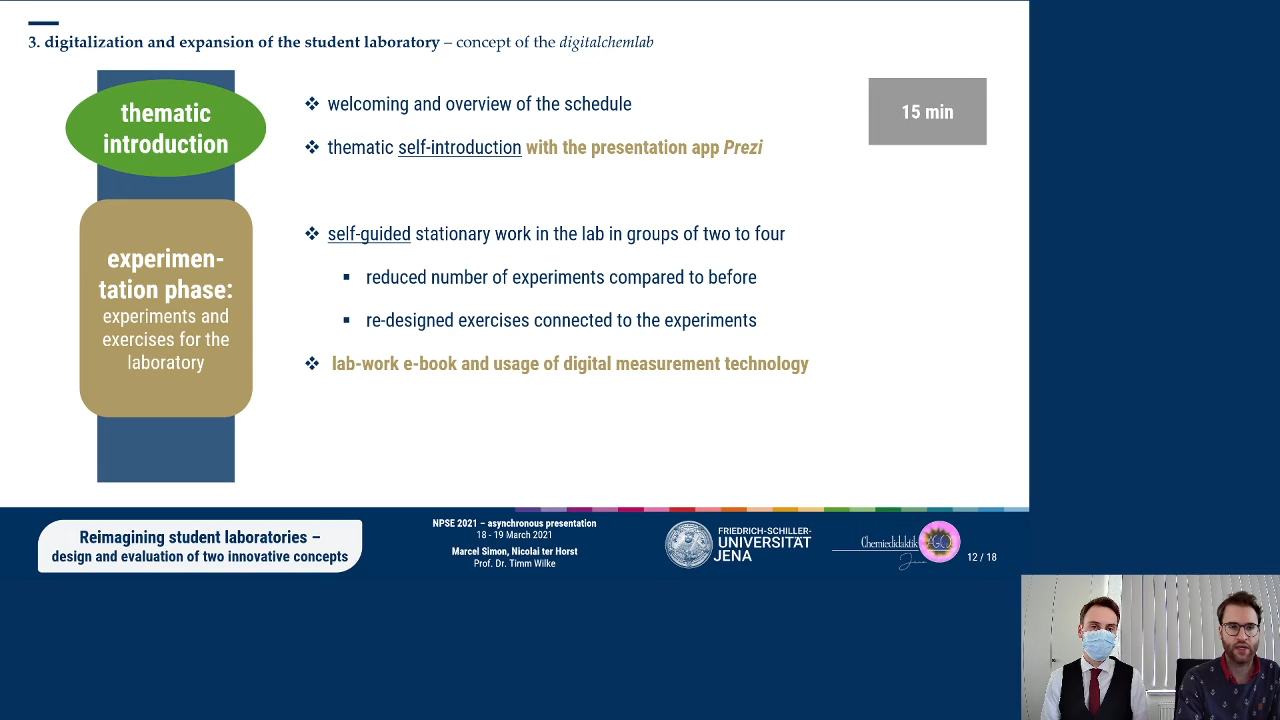 3. digitalization and expansion of the student laboratory – concept of the digitalchemlab
thematic
introduction
❖ welcoming and overview of the schedule
❖ thematic self-introduction with the presentation app Prezi
15 min
experimen-
tation phase:
experiments and
exercises for the
laboratory
❖ self-guided stationary work in the lab in groups of two to four
▪ reduced number of experiments compared to before
▪ re-designed exercises connected to the experiments
❖ lab-work e-book and usage of digital measurement technology
Reimagining student laboratories –
design and evaluation of two innovative concepts
NPSE 2021 – asynchronous presentation
18 - 19 March 2021
Marcel Simon, Nicolai ter Horst
Prof. Dr. Timm Wilke
FRIEDRICH-SCHILLER-
UNIVERSITÄT
JENA
Chemiedidaktik
Jena
12 / 18